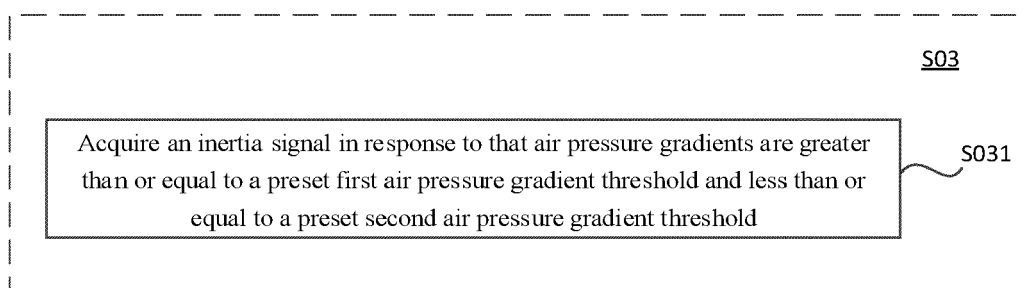 S03
Acquire an inertia signal in response to that air pressure gradients are greater
than or equal to a preset first air pressure gradient threshold and less than or
equal to a preset second air pressure gradient threshold
S031